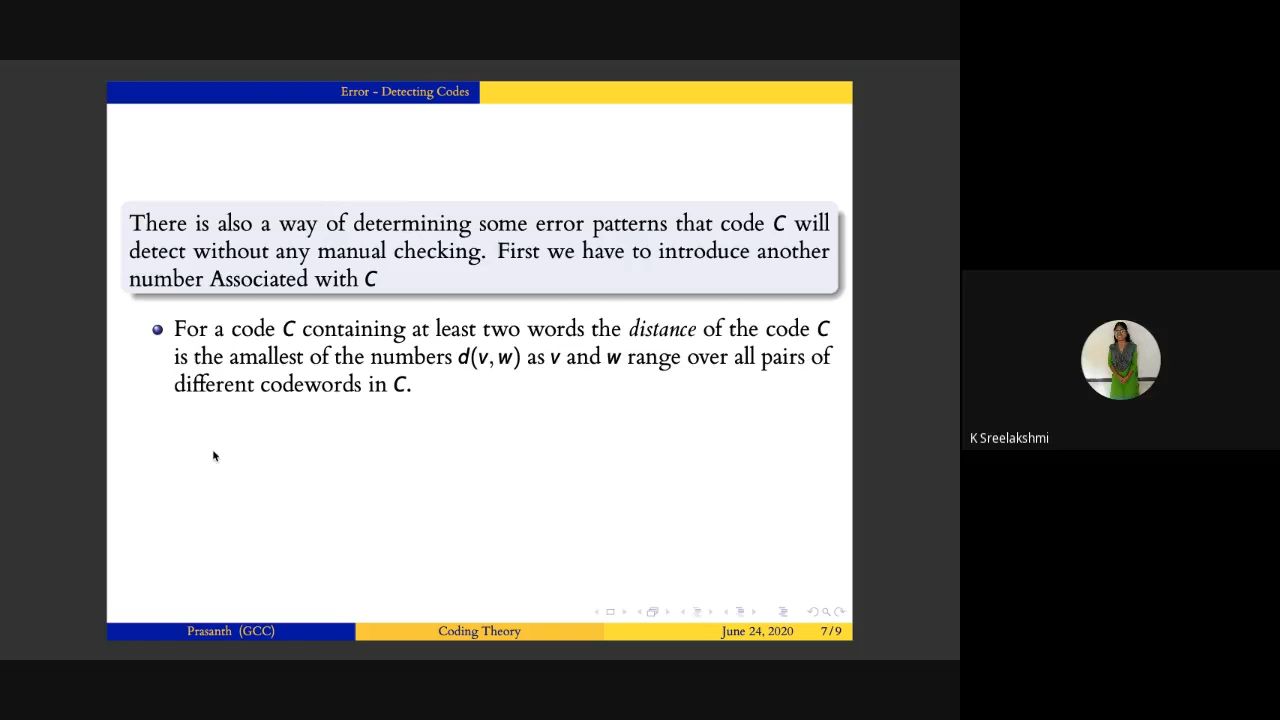 Error - Detecting Codes
There is also a way of determining some error patterns that code C will
detect without any manual checking. First we have to introduce another
number Associated with C
For a code C containing at least two words the distance of the code C
is the amallest of the numbers d(v, w) as v and w range over all pairs of
different codewords in C.
K Sreelakshmi
Prasanth (GCC) Coding Theory June 24, 2020 7/9